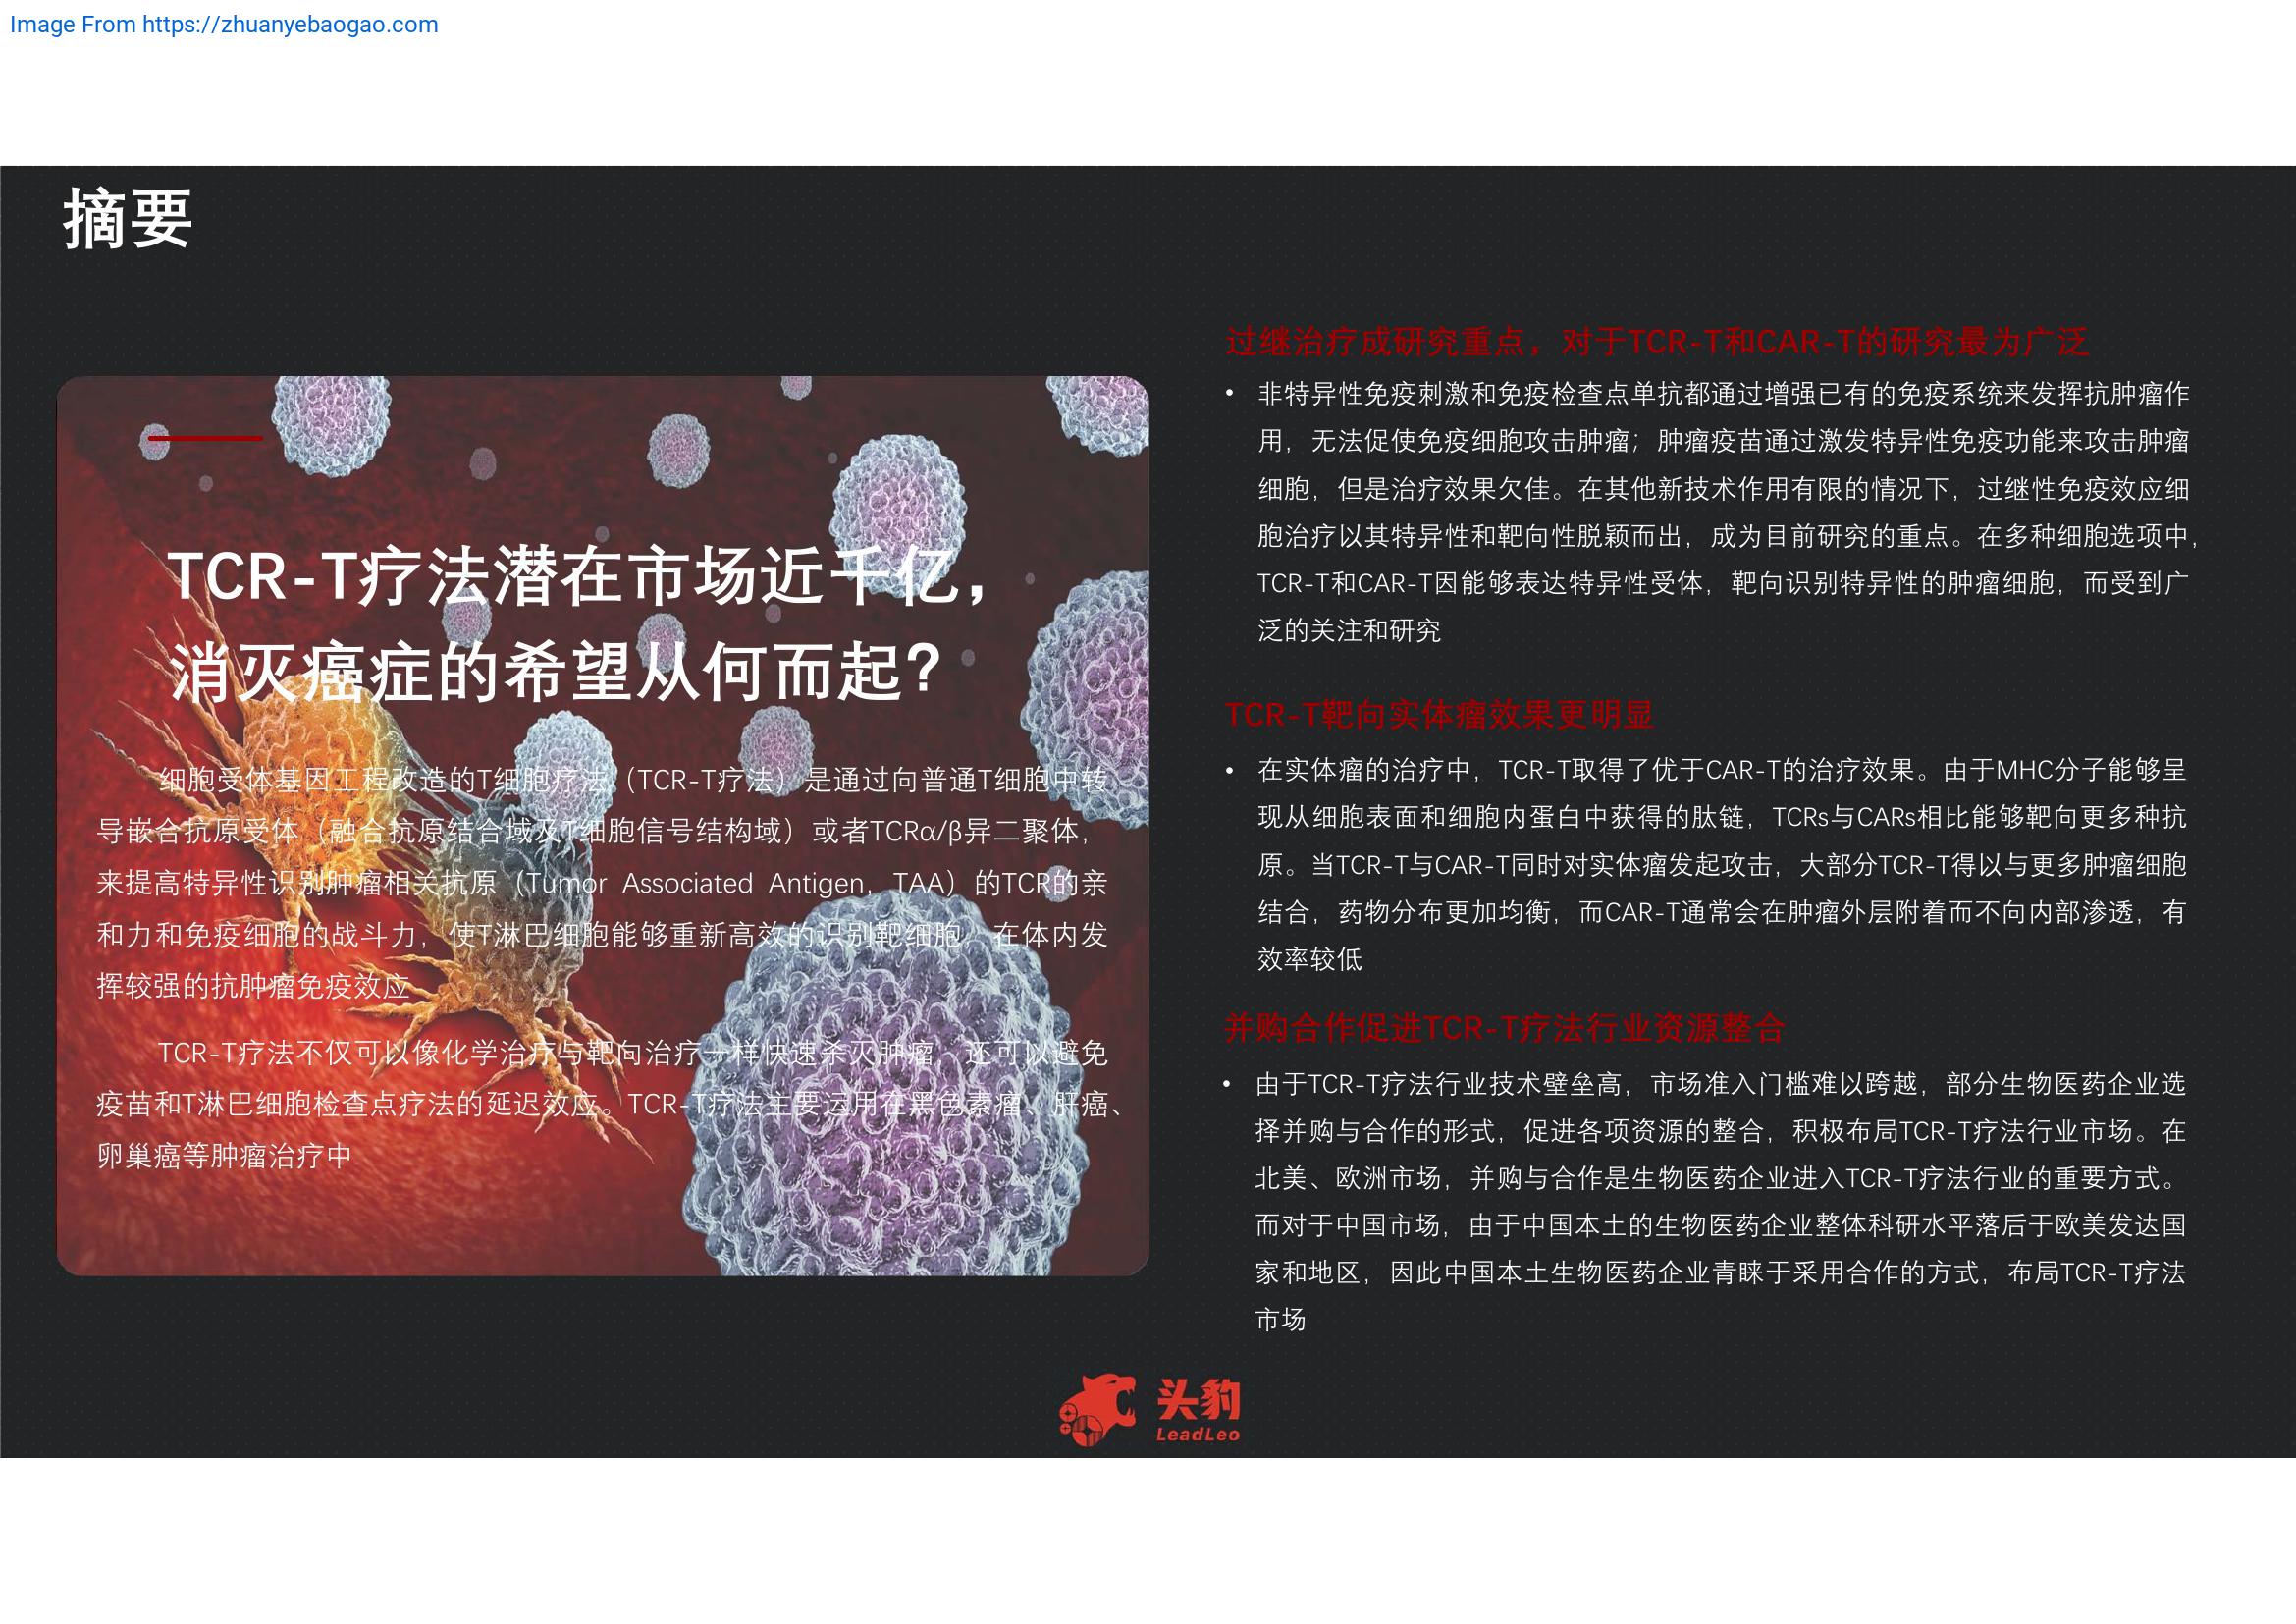 Image From https://zhuanyebaogao.com
摘要
TCR-T疗法潜在市场近千亿，
消灭癌症的希望从何而起？
细胞受体基因工程改造的T细胞疗法（TCR-T疗法）是通过向普通T细胞中转
导嵌合抗原受体（融合抗原结合域及T细胞信号结构域）或者TCRα/β异二聚体，
来提高特异性识别肿瘤相关抗原（Tumor Associated Antigen，TAA）的TCR的亲
和力和免疫细胞的战斗力，使T淋巴细胞能够重新高效的识别靶细胞，在体内发
挥较强的抗肿瘤免疫效应
TCR-T疗法不仅可以像化学治疗与靶向治疗一样快速杀灭肿瘤，还可以避免
疫苗和T淋巴细胞检查点疗法的延迟效应。TCR-T疗法主要运用在黑色素瘤、肝癌、
卵巢癌等肿瘤治疗中
过继治疗成研究重点，对于TCR-T和CAR-T的研究最为广泛
• 非特异性免疫刺激和免疫检查点单抗都通过增强已有的免疫系统来发挥抗肿瘤作
用，无法促使免疫细胞攻击肿瘤；肿瘤疫苗通过激发特异性免疫功能来攻击肿瘤
细胞，但是治疗效果欠佳。在其他新技术作用有限的情况下，过继性免疫效应细
胞治疗以其特异性和靶向性脱颖而出，成为目前研究的重点。在多种细胞选项中，
TCR-T和CAR-T因能够表达特异性受体，靶向识别特异性的肿瘤细胞，而受到广
泛的关注和研究
TCR-T靶向实体瘤效果更明显
• 在实体瘤的治疗中，TCR-T取得了优于CAR-T的治疗效果。由于MHC分子能够呈
现从细胞表面和细胞内蛋白中获得的肽链，TCRs与CARs相比能够靶向更多种抗
原。当TCR-T与CAR-T同时对实体瘤发起攻击，大部分TCR-T得以与更多肿瘤细胞
结合，药物分布更加均衡，而CAR-T通常会在肿瘤外层附着而不向内部渗透，有
效率较低
并购合作促进TCR-T疗法行业资源整合
• 由于TCR-T疗法行业技术壁垒高，市场准入门槛难以跨越，部分生物医药企业选
择并购与合作的形式，促进各项资源的整合，积极布局TCR-T疗法行业市场。在
北美、欧洲市场，并购与合作是生物医药企业进入TCR-T疗法行业的重要方式。
而对于中国市场，由于中国本土的生物医药企业整体科研水平落后于欧美发达国
家和地区，因此中国本土生物医药企业青睐于采用合作的方式，布局TCR-T疗法
市场
头豹
LeadLeo